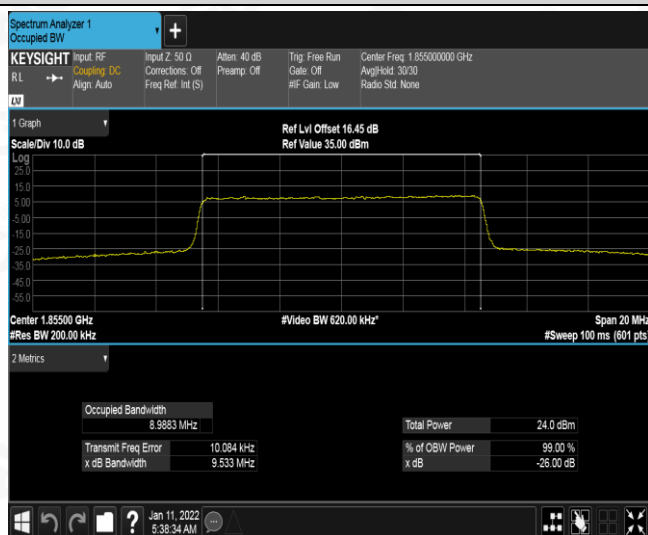 Spectrum Analyzer 1
Occupied BW
KEYSIGHT
RL
LXI
Input: RF
Coupling: DC
Align: Auto
Input Z: 50 Ω
Corrections: Off
Freq Ref: Int (S)
Atten: 40 dB
Preamp: Off
Trig: Free Run
Gate: Off
#IF Gain: Low
Center Freq: 1.855000000 GHz
Avg|Hold: 30/30
Radio Std: None
1 Graph
Scale/Div 10.0 dB
Ref Lvl Offset 16.45 dB
Ref Value 35.00 dBm
Log
25.0
15.0
5.00
-5.00
-15.0
-25.0
-35.0
-45.0
-55.0
Center 1.85500 GHz
#Res BW 200.00 kHz
#Video BW 620.00 kHz*
Span 20 MHz
#Sweep 100 ms (601 pts)
2 Metrics
Occupied Bandwidth
8.9883 MHz
Transmit Freq Error 10.084 kHz
x dB Bandwidth 9.533 MHz
Total Power 24.0 dBm
% of OBW Power 99.00 %
x dB -26.00 dB
?
Jan 11, 2022
5:38:34 AM